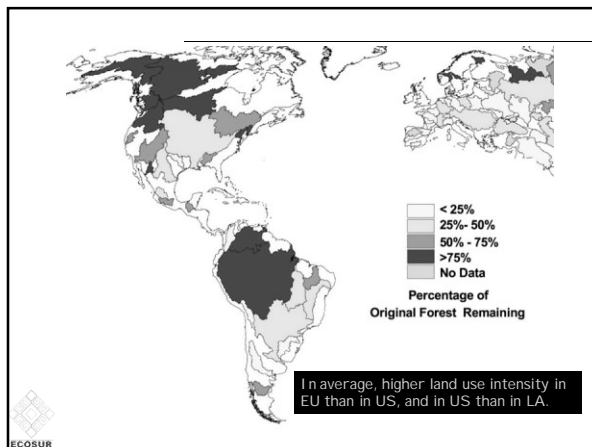 < 25%
25%- 50%
50% - 75%
>75%
No Data
Percentage of
Original Forest Remaining
In average, higher land use intensity in
EU than in US, and in US than in LA.
ECOSUR